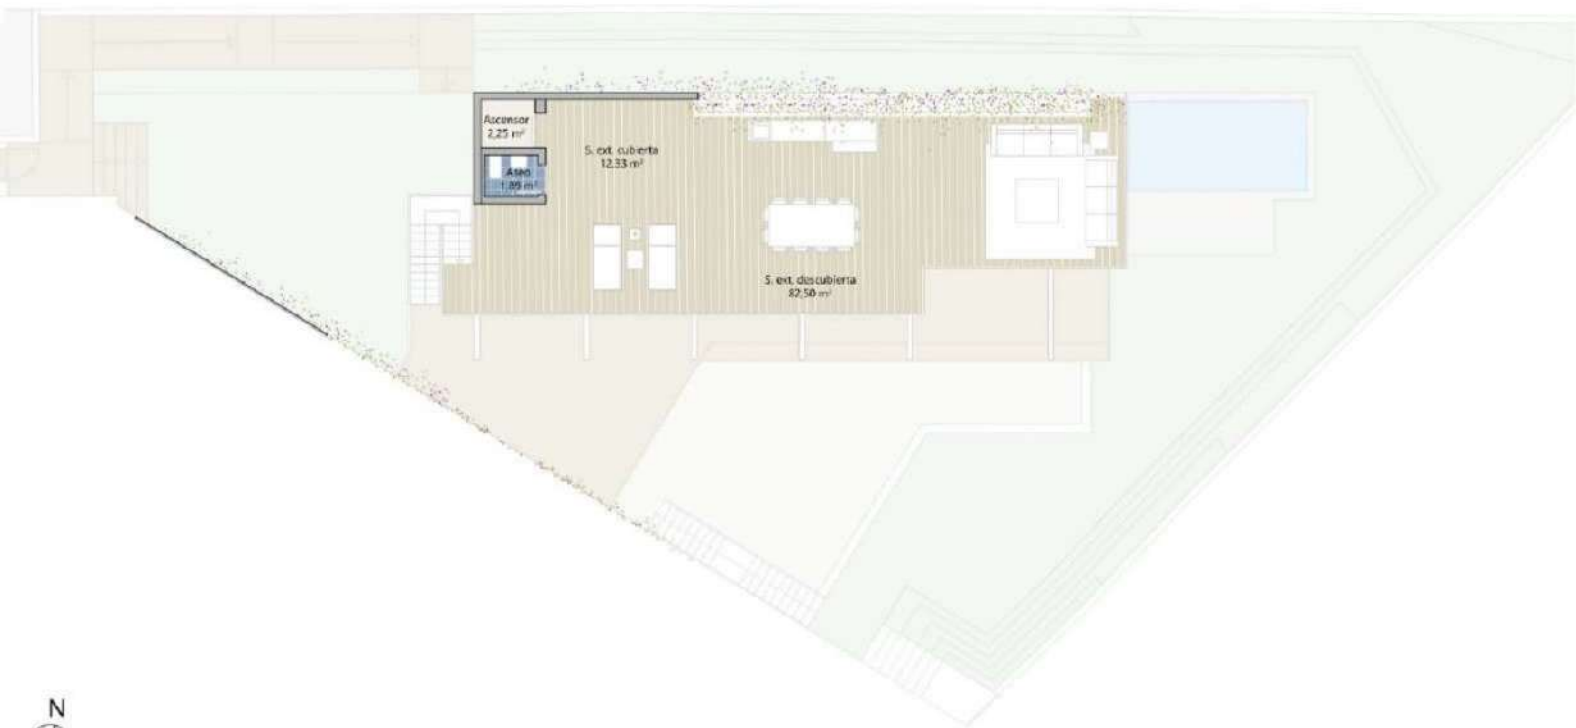 Ascensor
2,25 m²
S. ext. cubierta
12.33 m²
Aseo
1,89 m²
S. ext. descubierta
82,50 m²
N